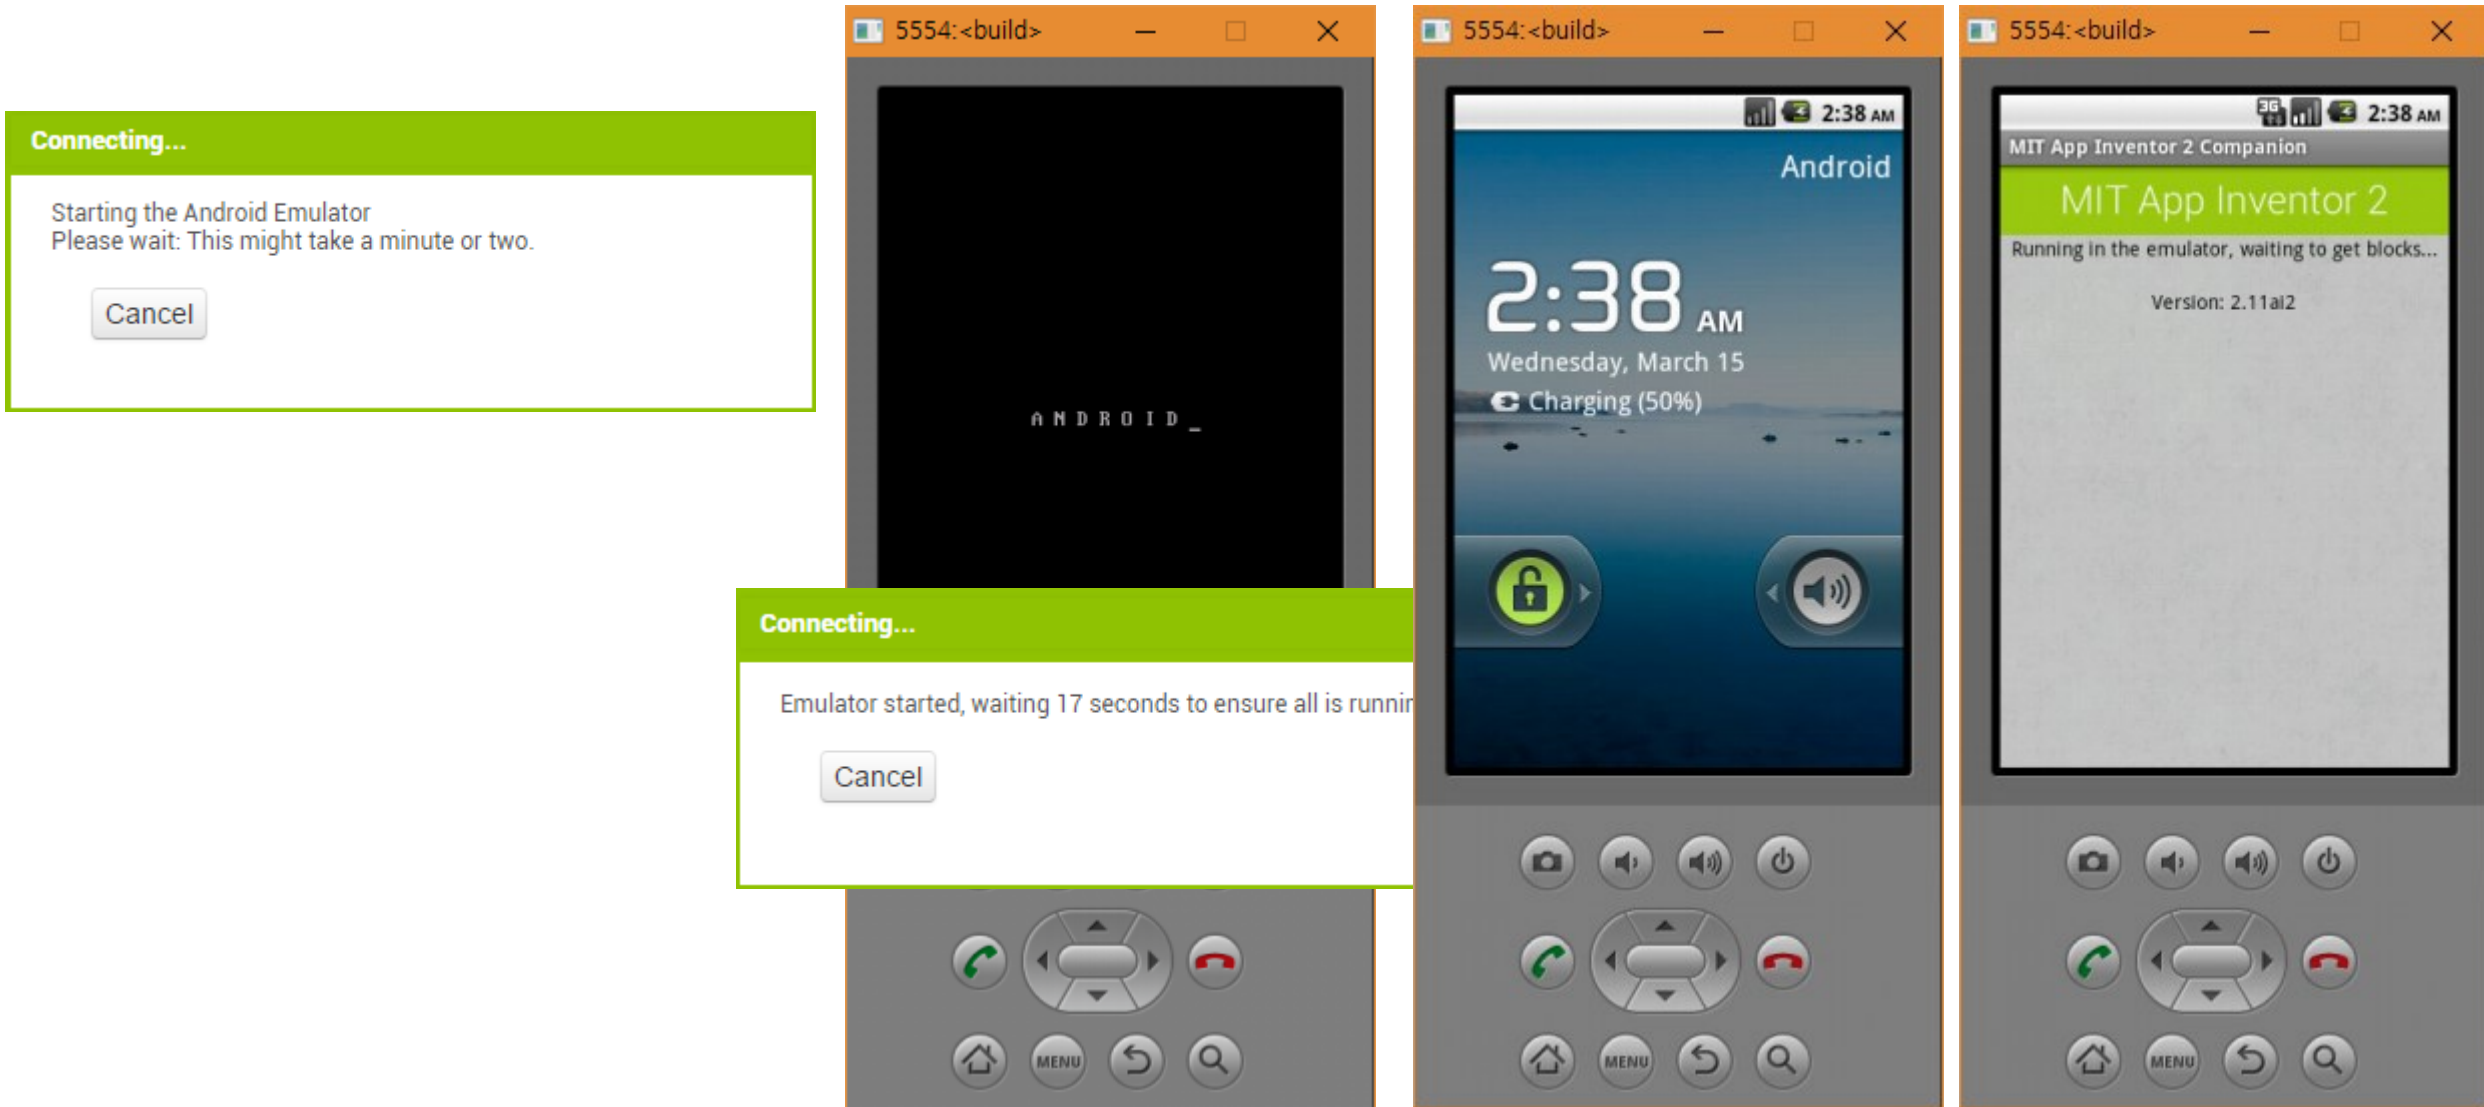 Connecting...
Starting the Android Emulator
Please wait: This might take a minute or two.
Cancel
5554:<build>
ANDROID_
Connecting...
Emulator started, waiting 17 seconds to ensure all is
Cancel
MENU
5554:<build>
2:38 AM
Android
2:38 AM
Wednesday, March 15
Charging (50%)
MENU
5554:<build>
3G 2:38 AM
MIT App Inventor 2 Companion
MIT App Inventor 2
Running in the emulator, waiting to get blocks...
Version: 2.11ai2
MENU